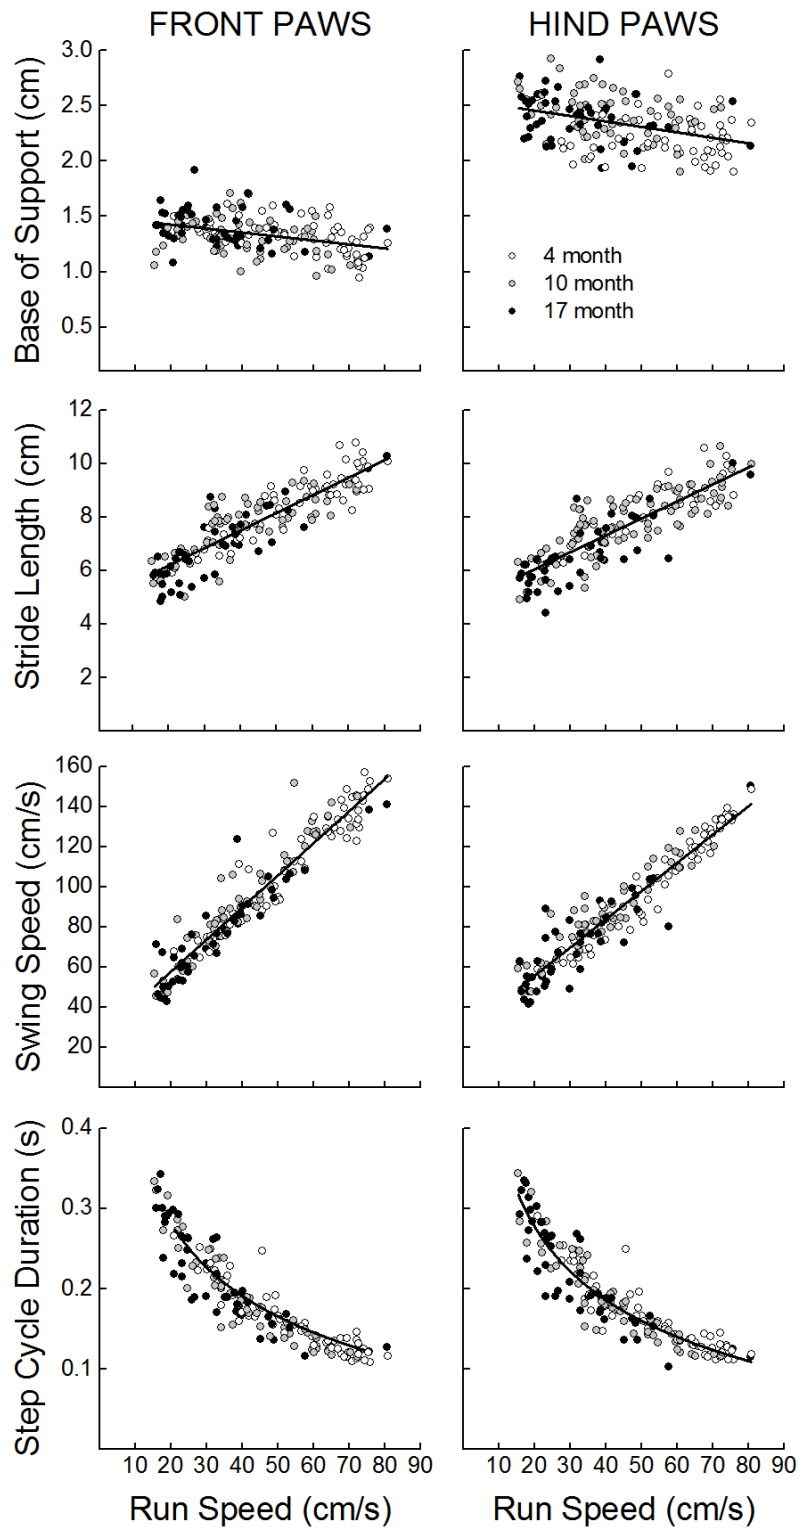 FRONT PAWS HIND PAWS
Base of Support (cm)
3.0
2.5
2.0
1.5
1.0
0.5
4 month
10 month
17 month
Stride Length (cm)
12
10
8
6
4
2
Swing Speed (cm/s)
160
140
120
100
80
60
40
20
Step Cycle Duration (s)
0.4
0.3
0.2
0.1
10 20 30 40 50 60 70 80 90 10 20 30 40 50 60 70 80 90
Run Speed (cm/s) Run Speed (cm/s)